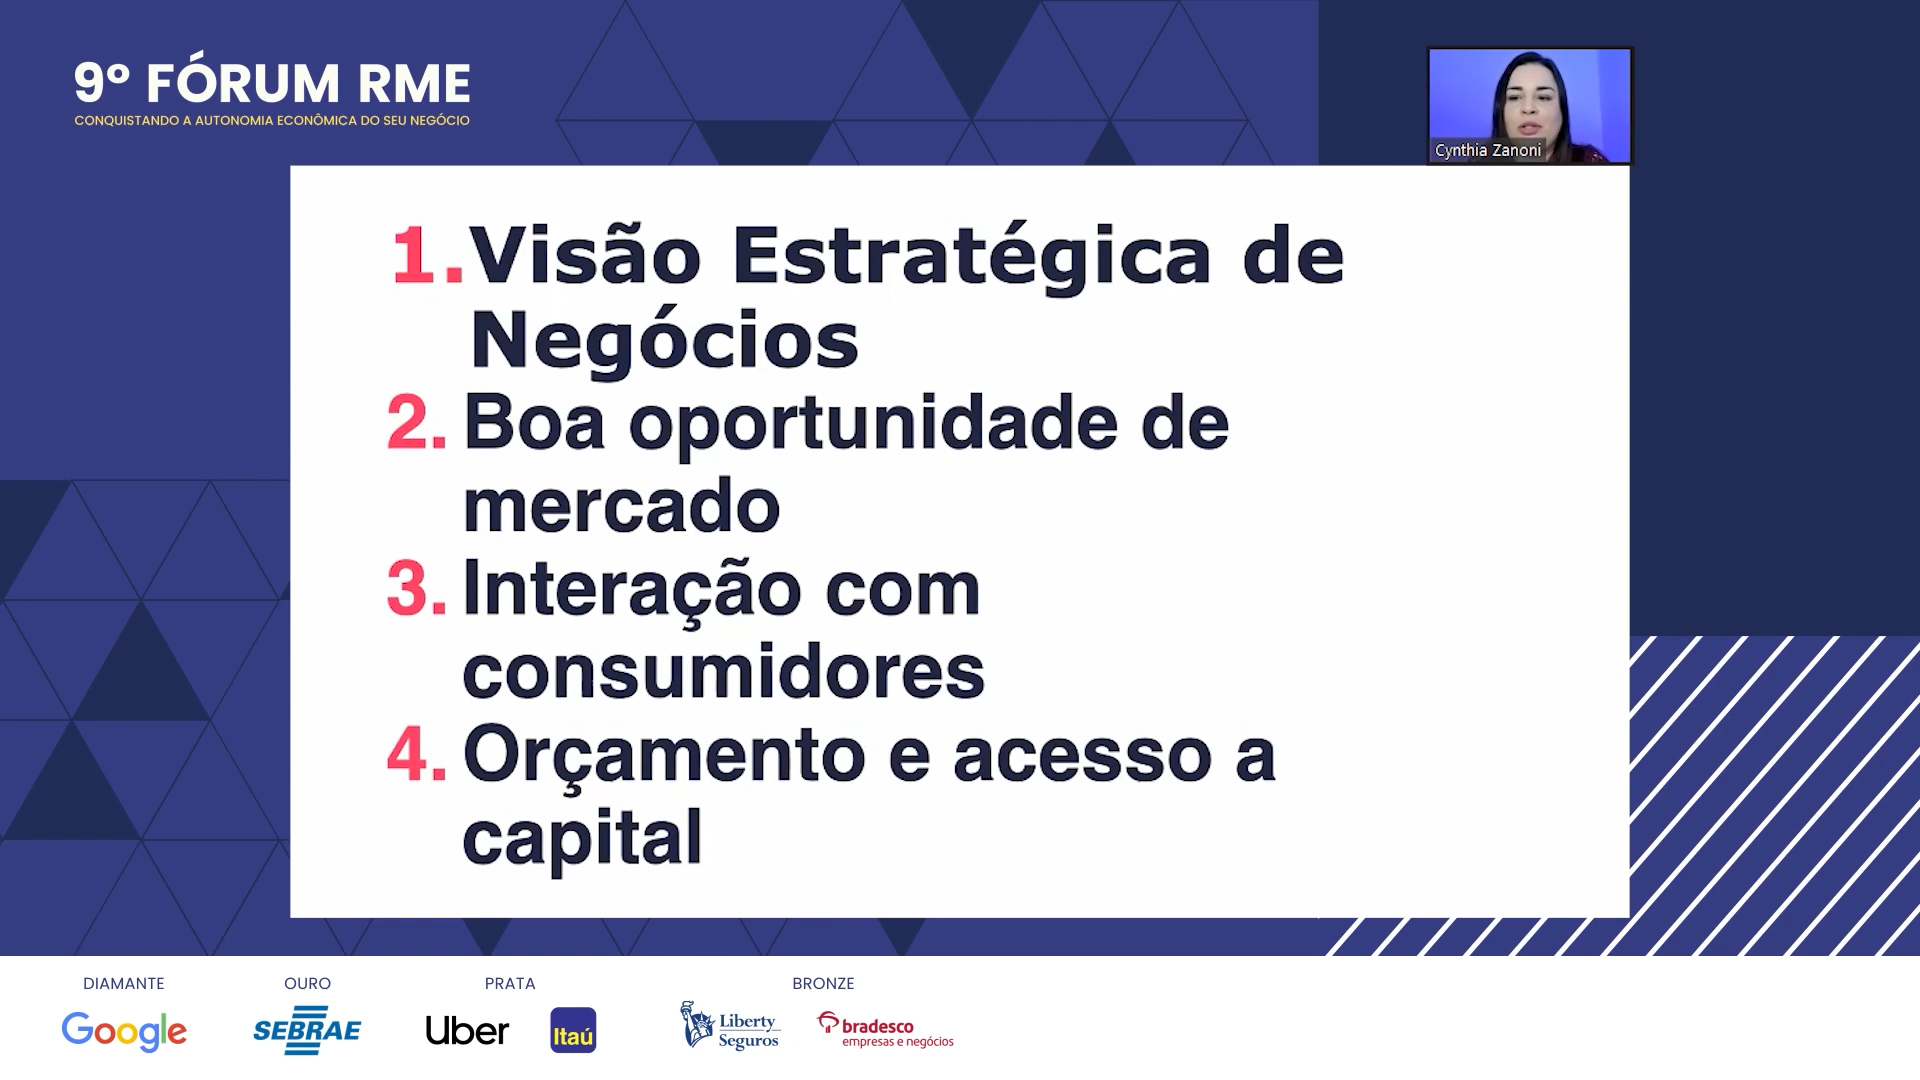 9º FÓRUM RME
CONQUISTANDO A AUTONOMIA ECONÔMICA DO SEU NEGÓCIO
Cynthia Zanoni
1. Visão Estratégica de
Negócios
2. Boa oportunidade de
mercado
3. Interação com
consumidores
4. Orçamento e acesso a
capital
DIAMANTE
Google
OURO
SEBRAE
PRATA
Uber
Itaú
BRONZE
Liberty
Seguros
bradesco
empresas e negócios